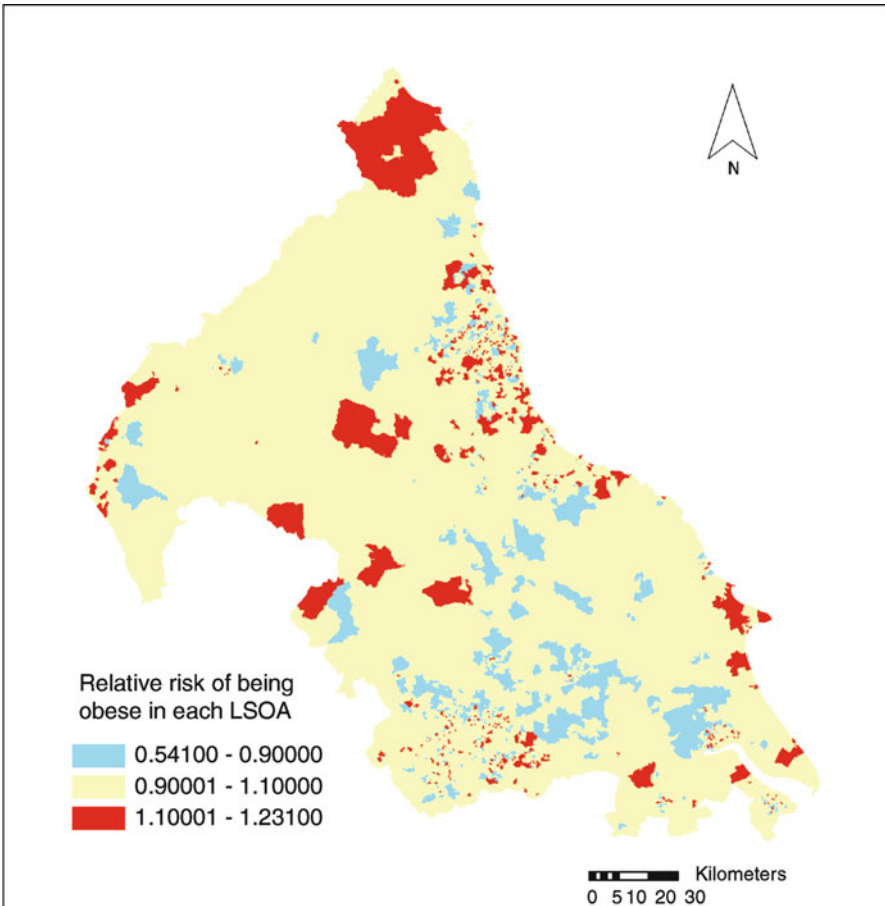 N
Relative risk of being
obese in each LSOA
0.54100 - 0.90000
0.90001 - 1.10000
1.10001 - 1.23100
Kilometers
0 5 10 20 30